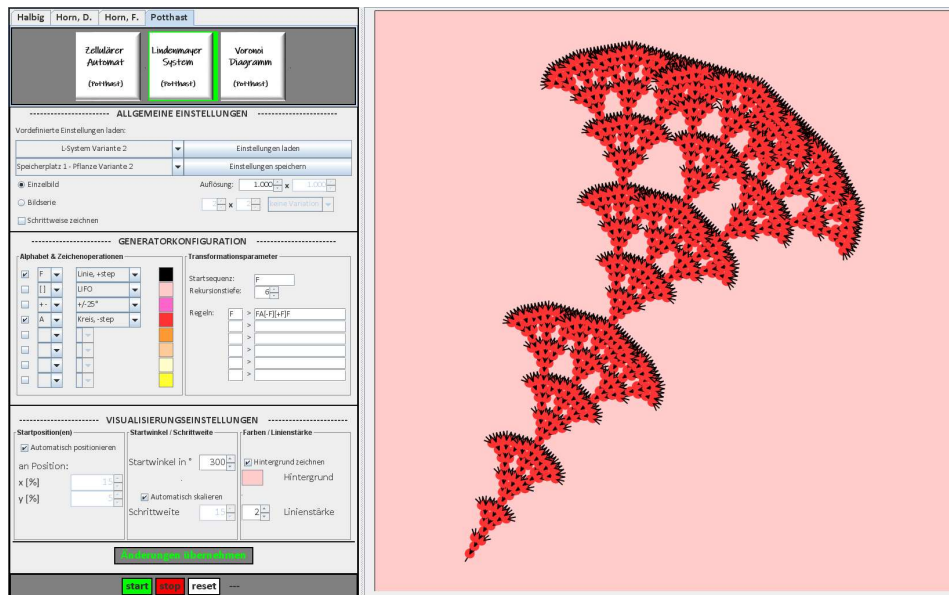 Halbig Horn, D. Horn, F. Potthast
Zellulärer Automat (Potthast)
Lindenmayer System (Potthast)
Voronoi Diagramm (Potthast)
ALLGEMEINE EINSTELLUNGEN
Vordefinierte Einstellungen laden:
L-System Variante 2 Einstellungen laden
Speicherplatz 1 - Pflanze Variante 2 Einstellungen speichern
Einzelbild Auflösung: 1.000 x 1.000
Bildserie x keine Variation
Schrittweise zeichnen
GENERATORKONFIGURATION
Alphabet & Zeichenoperationen Transformationsparameter
F Linie, +step Startsequenz: F
[ ] LIFO Rekursionstiefe: 6
+ - +/-25°
A Kreis, -step Regeln: F > FA[-F][+F]F
>
>
>
>
>
VISUALISIERUNGSEINSTELLUNGEN
Startposition(en) Startwinkel / Schrittweite Farben / Linienstärke
Automatisch positionieren
an Position: Startwinkel in ° 300 Hintergrund zeichnen
x [%] 15 Hintergrund
y [%] 5 Automatisch skalieren
Schrittweite 15 2 Linienstärke
Änderungen übernehmen
start stop reset ---